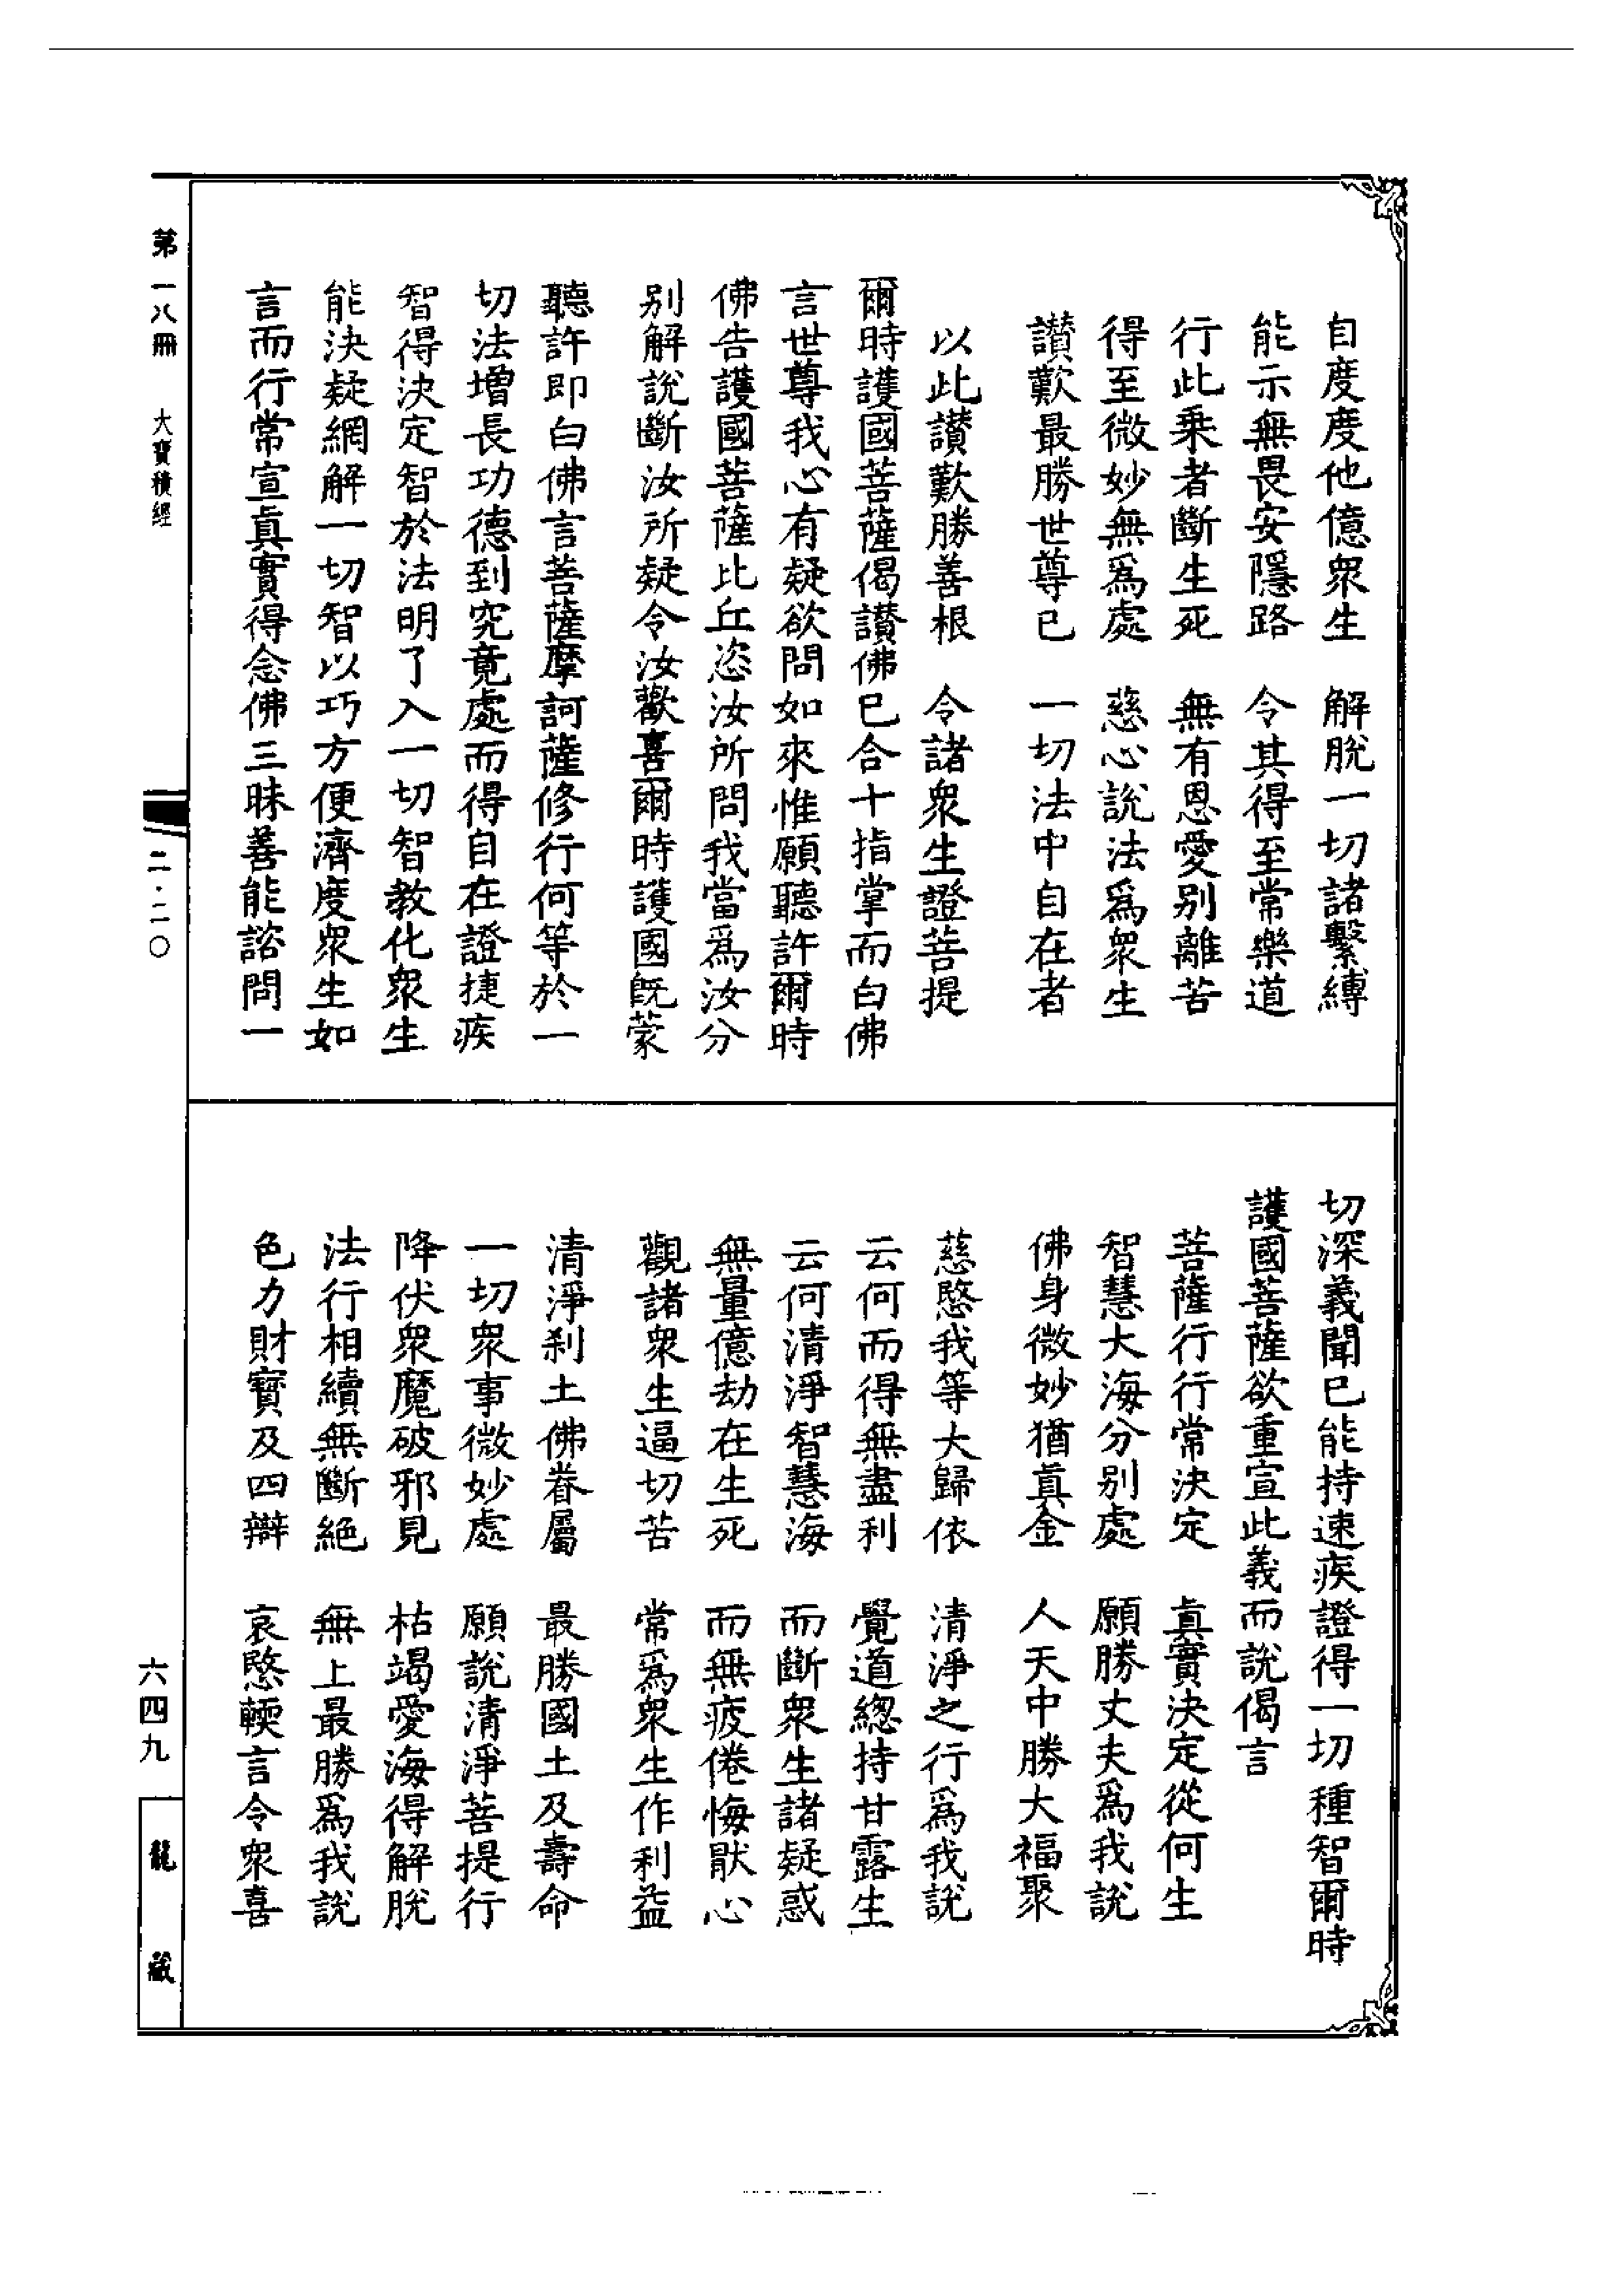 自度度他億衆生　解脫一切諸繫縛
能示無畏安隱路　令其得至常樂道
行此乘者斷生死　無有恩愛別離苦
得至微妙無爲處　慈心說法爲衆生
讃歎最勝世尊已　一切法中自在者
以此讃歎勝善根　令諸衆生證菩提
爾時護國菩薩偈讃佛已合十指掌而白佛
言世尊我心有疑欲問如來惟願聽許爾時
佛告護國菩薩比丘恣汝所問我當爲汝分
別解說斷汝所疑令汝歡喜爾時護國旣蒙
聽許即白佛言菩薩摩訶薩修行何等於一
切法增長功德到究竟處而得自在證捷疾
智得決定智於法明了入一切智教化衆生
能決疑網解一切智以巧方便濟度衆生如
言而行常宣眞實得念佛三昧善能諮問一
切深義聞已能持速疾證得一切種智爾時
護國菩薩欲重宣此義而說偈言
菩薩行行常決定　眞實決定從何生
智慧大海分別處　願勝丈夫爲我說
佛身微妙猶眞金　人天中勝大福聚
慈愍我等大歸依　清淨之行爲我說
云何而得無盡利　覺道緫持甘露生
云何清淨智慧海　而斷衆生諸疑惑
無量億劫在生死　而無疲倦悔猒心
觀諸衆生逼切苦　常爲衆生作利益
清淨刹土佛眷屬　最勝國土及壽命
一切衆事微妙處　願說清淨菩提行
降伏衆魔破邪見　枯竭愛海得解脫
法行相續無斷絕　無上最勝爲我說
色力財寶及四辯　哀愍輭言令衆喜
第一八冊　大寶積經
二·二〇
六四九
龍藏